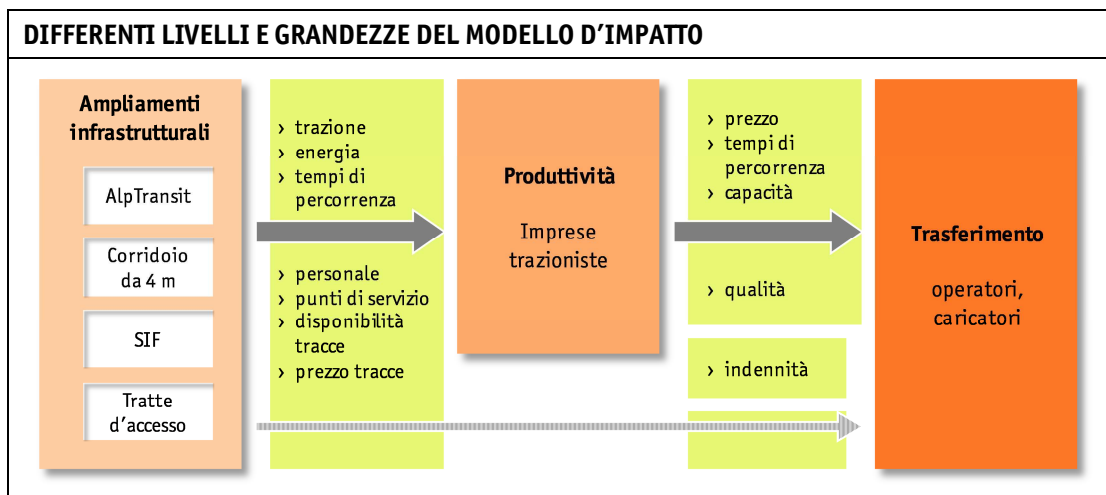 DIFFERENTI LIVELLI E GRANDEZZE DEL MODELLO D’IMPATTO
Ampliamenti
infrastrutturali
AlpTransit
Corridoio
da 4 m
SIF
Tratte
d’accesso
› trazione
› energia
› tempi di
percorrenza
› personale
› punti di servizio
› disponibilità
tracce
› prezzo tracce
Produttività
Imprese
trazioniste
› prezzo
› tempi di
percorrenza
› capacità
› qualità
› indennità
Trasferimento
operatori,
caricatori